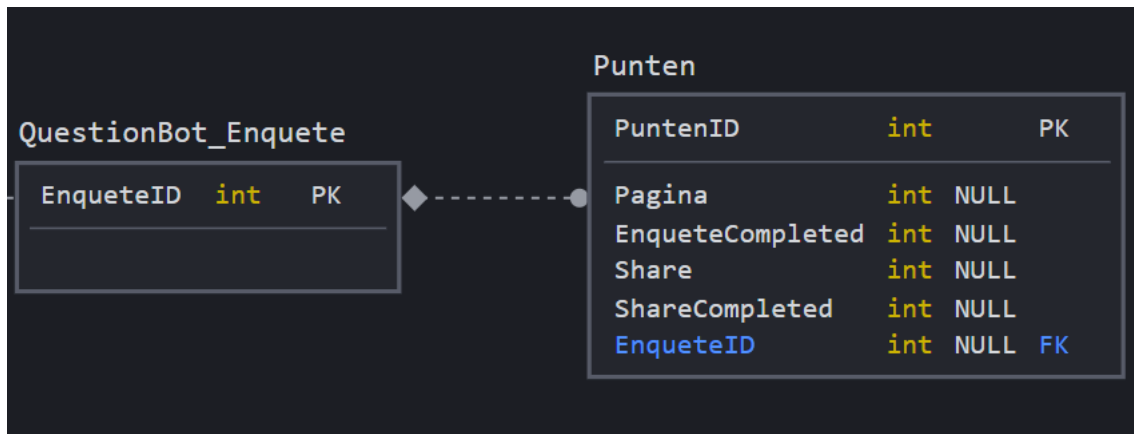 Punten
PuntenID int PK
Pagina int NULL
EnqueteCompleted int NULL
Share int NULL
ShareCompleted int NULL
EnqueteID int NULL FK
QuestionBot_Enquete
EnqueteID int PK